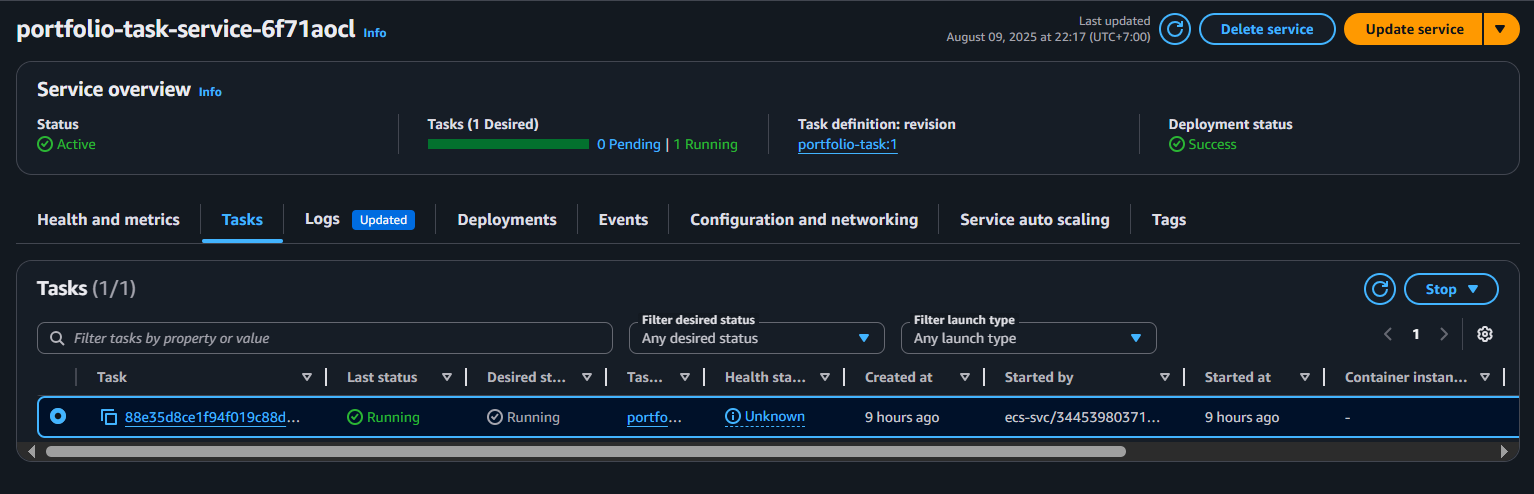 portfolio-task-service-6f71aocl Info
Last updated
August 09, 2025 at 22:17 (UTC+7:00)
Delete service
Update service
Service overview Info
Status
Active
Tasks (1 Desired)
0 Pending | 1 Running
Task definition: revision
portfolio-task:1
Deployment status
Success
Health and metrics
Tasks
Logs Updated
Deployments
Events
Configuration and networking
Service auto scaling
Tags
Tasks (1/1)
Stop
Filter tasks by property or value
Filter desired status
Any desired status
Filter launch type
Any launch type
1
Task Last status Desired st... Tas... Health sta... Created at Started by Started at Container instan...
88e35d8ce1f94f019c88d... Running Running portfo... Unknown 9 hours ago ecs-svc/34453980371... 9 hours ago -